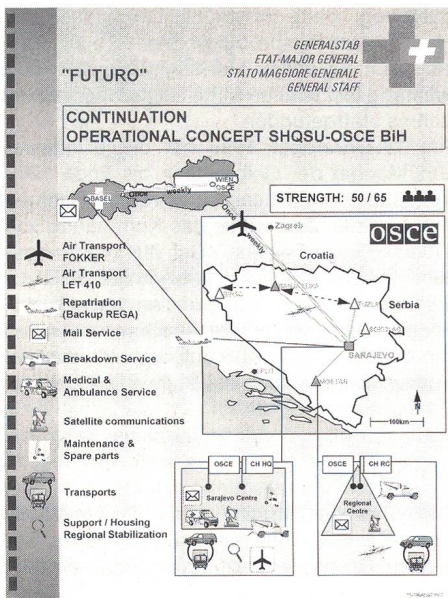 GENERALSTAB
ETAT-MAJOR GENERAL
STATO MAGGIORE GENERALE
GENERAL STAFF
"FUTURO"
CONTINUATION
OPERATIONAL CONCEPT SHQSU-OSCE BiH
WIEN
OSCE
BASEL
Once
weekly
STRENGTH: 50 / 65
Once
weekly
Zagreb
osce
Croatia
Serbia
SARAJEVO
N
100km
Air Transport
FOKKER
Air Transport
LET 410
Repatriation
(Backup REGA)
Mail Service
Breakdown Service
Medical &
Ambulance Service
Satellite communications
Maintenance &
Spare parts
Transports
Support / Housing
Regional Stabilization
OSCE
CH HQ
Sarajevo Centre
OSCE
CH RC
Regional
Centre